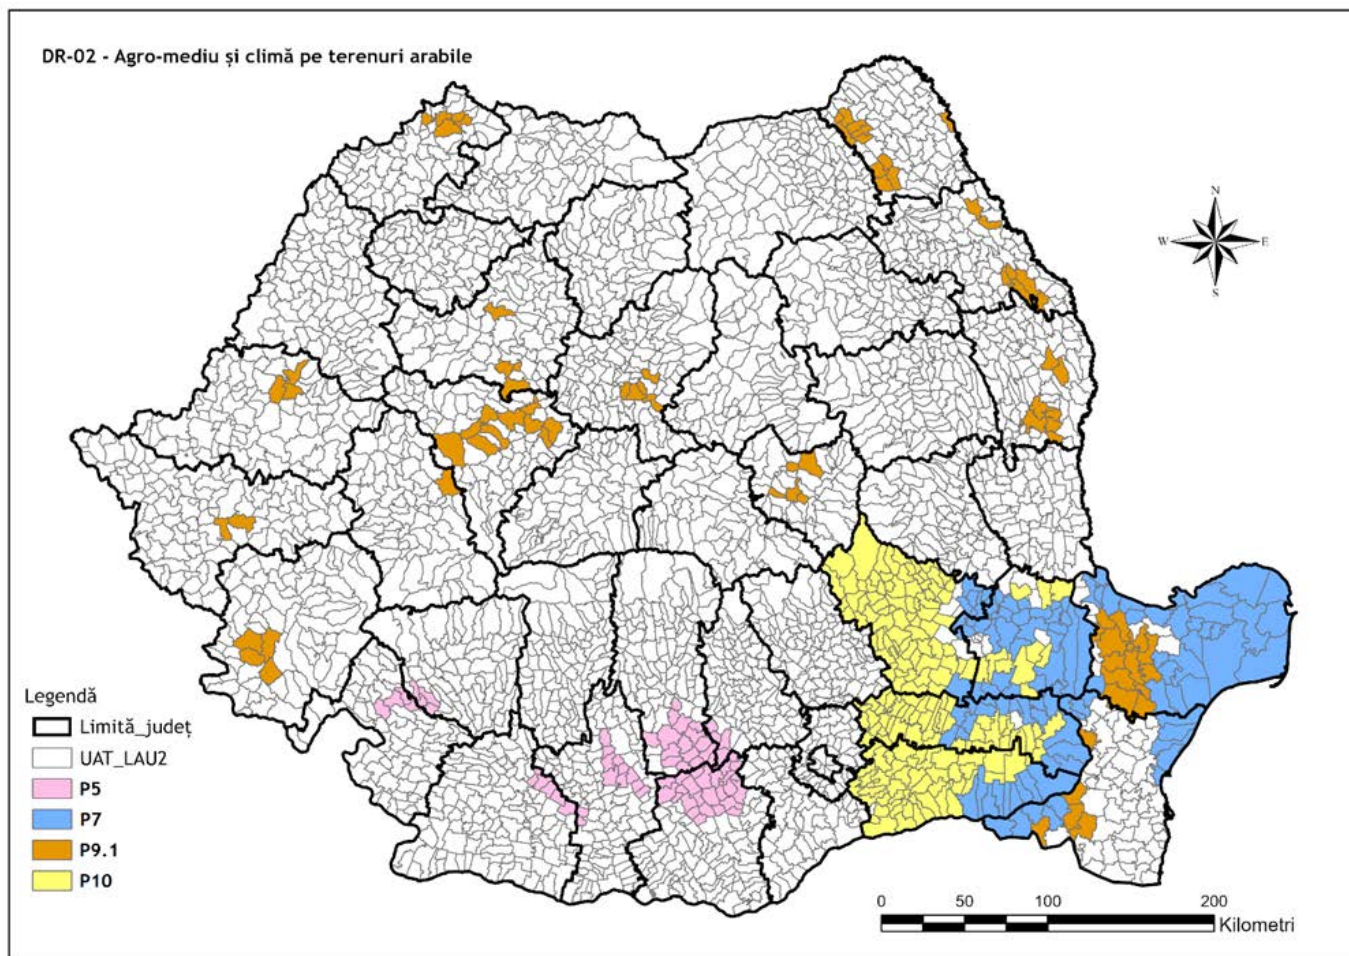 DR-02 - Agro-mediu și climă pe terenuri arabile
N
W E
S
Legendă
Limită_județ
UAT_LAU2
P5
P7
P9.1
P10
0 50 100 200
Kilometri